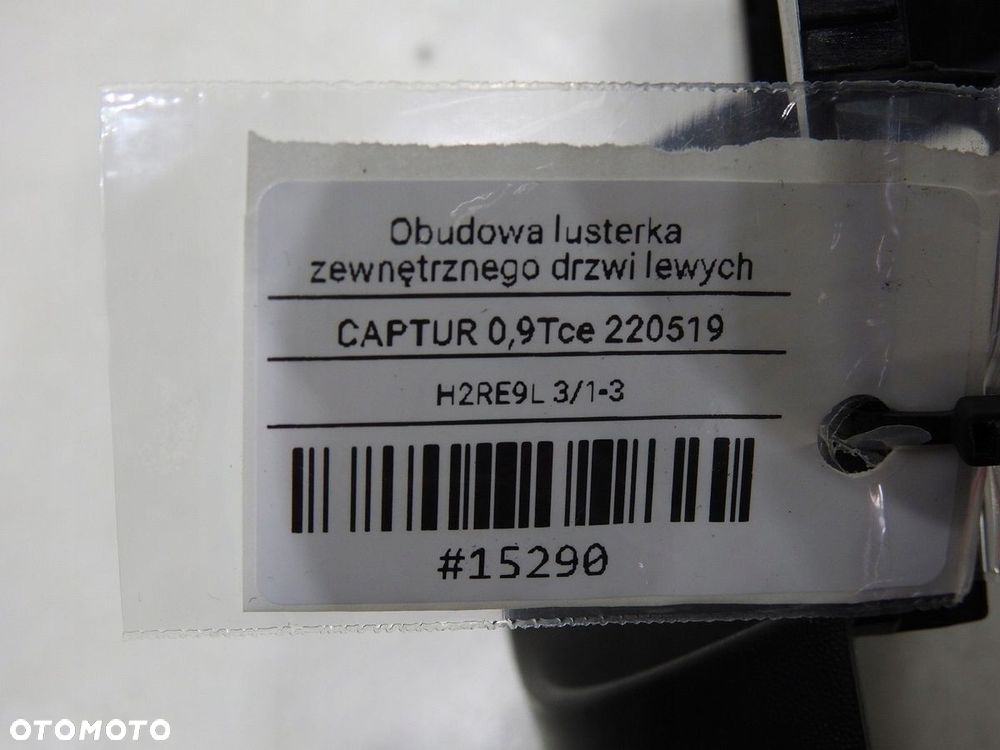 Obudowa lusterka
zewnętrznego drzwi lewych
CAPTUR 0,9Tce 220519
H2RE9L 3/1-3
#15290
OTOMOTO